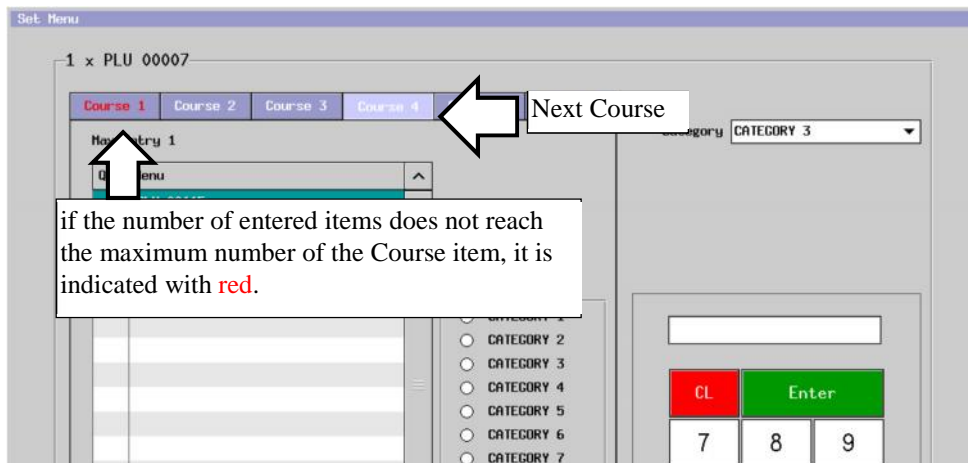 Set Menu
1 x PLU 00007
Course 1 Course 2 Course 3 Course 4
Next Course
Category CATEGORY 3
1
if the number of entered items does not reach
the maximum number of the Course item, it is
indicated with red.
CATEGORY 2
CATEGORY 3
CATEGORY 4
CATEGORY 5
CATEGORY 6
CATEGORY 7
CL Enter
7 8 9